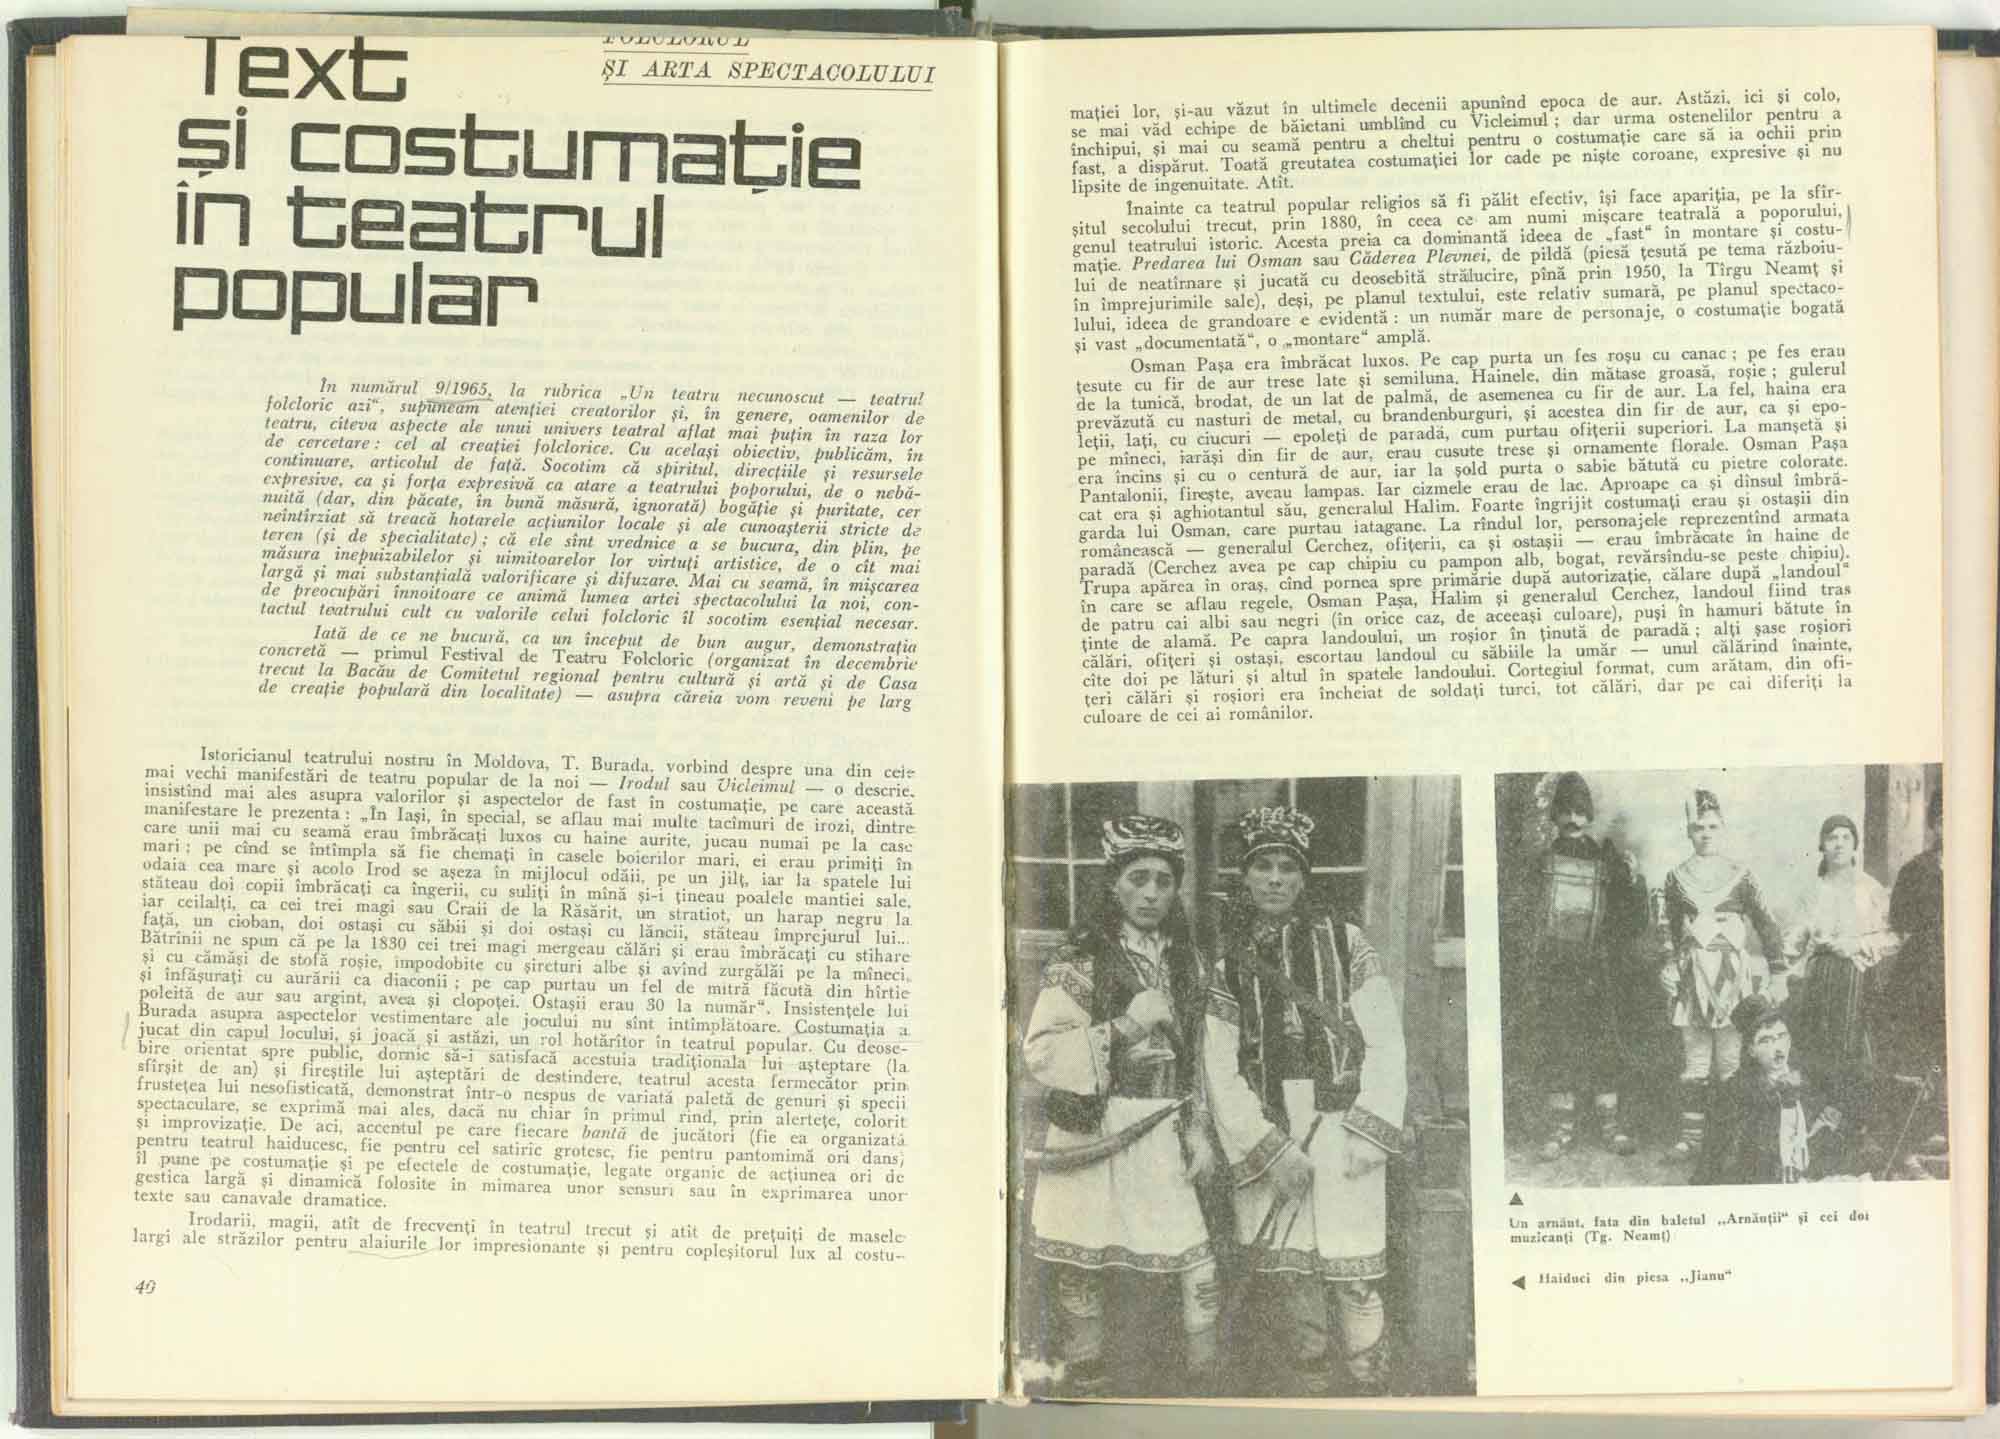 Text
și costumație
în teatrul
popular
FOLCLORUL
ȘI ARTA SPECTACOLULUI
În numărul 9/1965, la rubrica „Un teatru necunoscut — teatrul
folcloric azi“, supuneam atenției creatorilor și, în genere, oamenilor de
teatru, cîteva aspecte ale unui univers teatral aflat mai puțin în raza lor
de cercetare : cel al creației folclorice. Cu același obiectiv, publicăm, în
continuare, articolul de față. Socotim că spiritul, direcțiile și resursele
expresive, ca și forța expresivă ca atare a teatrului poporului, de o nebă-
nuită (dar, din păcate, în bună măsură, ignorată) bogăție și puritate, cer
neîntîrziat să treacă hotarele acțiunilor locale și ale cunoașterii stricte de
teren (și de specialitate) ; că ele sînt vrednice a se bucura, din plin, pe
măsura inepuizabilelor și uimitoarelor lor virtuți artistice, de o cît mai
largă și mai substanțială valorificare și difuzare. Mai cu seamă, în mișcarea
de preocupări înnoitoare ce animă lumea artei spectacolului la noi, con-
tactul teatrului cult cu valorile celui folcloric îl socotim esențial necesar.
Iată de ce ne bucură, ca un început de bun augur, demonstrația
concretă — primul Festival de Teatru Folcloric (organizat în decembrie
trecut la Bacău de Comitetul regional pentru cultură și artă și de Casa
de creație populară din localitate) — asupra căreia vom reveni pe larg
Istoricianul teatrului nostru în Moldova, T. Burada, vorbind despre una din cele
mai vechi manifestări de teatru popular de la noi — Irodul sau Vicleimul — o descrie,
insistînd mai ales asupra valorilor și aspectelor de fast în costumație, pe care această
manifestare le prezenta : „În Iași, în special, se aflau mai multe tacîmuri de irozi, dintre
care unii mai cu seamă erau îmbrăcați luxos cu haine aurite, jucau numai pe la case
mari ; pe cînd se întîmpla să fie chemați în casele boierilor mari, ei erau primiți în
odaia cea mare și acolo Irod se așeza în mijlocul odăii, pe un jilț, iar la spatele lui
stăteau doi copii îmbrăcați ca îngerii, cu suliți în mînă și-i țineau poalele mantiei sale,
iar ceilalți, ca cei trei magi sau Craii de la Răsărit, un stratiot, un harap negru la
față, un cioban, doi ostași cu săbii și doi ostași cu lăncii, stăteau împrejurul lui...
Bătrînii ne spun că pe la 1830 cei trei magi mergeau călări și erau îmbrăcați cu stihare
și cu cămăși de stofă roșie, împodobite cu șireturi albe și avînd zurgălăi pe la mîneci,
și înfășurați cu aurării ca diaconii ; pe cap purtau un fel de mitră făcută din hîrtie
poleită de aur sau argint, avea și clopoței. Ostașii erau 30 la număr“. Insistențele lui
Burada asupra aspectelor vestimentare ale jocului nu sînt întîmplătoare. Costumația a
jucat din capul locului, și joacă și astăzi, un rol hotărîtor în teatrul popular. Cu deose-
bire orientat spre public, dornic să-i satisfacă acestuia tradiționala lui așteptare (la
sfîrșit de an) și fireștile lui așteptări de destindere, teatrul acesta fermecător prin
frustețea lui nesofisticată, demonstrat într-o nespus de variată paletă de genuri și specii
spectaculare, se exprimă mai ales, dacă nu chiar în primul rind, prin alertețe, colorit
și improvizație. De aci, accentul pe care fiecare bantă de jucători (fie ea organizată
pentru teatrul haiducesc, fie pentru cel satiric grotesc, fie pentru pantomimă ori dans)
îl pune pe costumație și pe efectele de costumație, legate organic de acțiunea ori de
gestica largă și dinamică folosite in mimarea unor sensuri sau în exprimarea unor
texte sau canavale dramatice.
Irodarii, magii, atît de frecvenți în teatrul trecut și atît de prețuiți de masele
largi ale străzilor pentru alaiurile lor impresionante și pentru copleșitorul lux al costu-
40
mației lor, și-au văzut în ultimele decenii apunînd epoca de aur. Astăzi, ici și colo,
se mai văd echipe de băietani umblînd cu Vicleimul ; dar urma ostenelilor pentru a
închipui, și mai cu seamă pentru a cheltui pentru o costumație care să ia ochii prin
fast, a dispărut. Toată greutatea costumației lor cade pe niște coroane, expresive și nu
lipsite de ingenuitate. Atît.
Înainte ca teatrul popular religios să fi pălit efectiv, își face apariția, pe la sfîr-
șitul secolului trecut, prin 1880, în ceea ce am numi mișcare teatrală a poporului,
genul teatrului istoric. Acesta preia ca dominantă ideea de „fast“ în montare și costu-
mație. Predarea lui Osman sau Căderea Plevnei, de pildă (piesă țesută pe tema războiu-
lui de neatîrnare și jucată cu deosebită strălucire, pînă prin 1950, la Tîrgu Neamț și
în împrejurimile sale), deși, pe planul textului, este relativ sumară, pe planul spectaco-
lului, ideea de grandoare e evidentă : un număr mare de personaje, o costumație bogată
și vast „documentată“, o „montare“ amplă.
Osman Pașa era îmbrăcat luxos. Pe cap purta un fes roșu cu canac ; pe fes erau
țesute cu fir de aur trese late și semiluna. Hainele, din mătase groasă, roșie ; gulerul
de la tunică, brodat, de un lat de palmă, de asemenea cu fir de aur. La fel, haina era
prevăzută cu nasturi de metal, cu brandenburguri, și acestea din fir de aur, ca și epo-
leții, lați, cu ciucuri — epoleți de paradă, cum purtau ofițerii superiori. La manșetă și
pe mîneci, iarăși din fir de aur, erau cusute trese și ornamente florale. Osman Pașa
era încins și cu o centură de aur, iar la șold purta o sabie bătută cu pietre colorate.
Pantalonii, firește, aveau lampas. Iar cizmele erau de lac. Aproape ca și dînsul îmbră-
cat era și aghiotantul său, generalul Halim. Foarte îngrijit costumați erau și ostașii din
garda lui Osman, care purtau iatagane. La rîndul lor, personajele reprezentînd armata
românească — generalul Cerchez, ofițerii, ca și ostașii — erau îmbrăcate în haine de
paradă (Cerchez avea pe cap chipiu cu pampon alb, bogat, revărsîndu-se peste chipiu).
Trupa apărea în oraș, cînd pornea spre primărie după autorizație, călare după „landoul“
în care se aflau regele, Osman Pașa, Halim și generalul Cerchez, landoul fiind tras
de patru cai albi sau negri (în orice caz, de aceeași culoare), puși în hamuri bătute în
ținte de alamă. Pe capra landoului, un roșior în ținută de paradă ; alți șase roșiori
călări, ofițeri și ostași, escortau landoul cu săbiile la umăr — unul călărind înainte,
cîte doi pe lături și altul în spatele landoului. Cortegiul format, cum arătam, din ofi-
țeri călări și roșiori era încheiat de soldați turci, tot călări, dar pe cai diferiți la
culoare de cei ai românilor.
Un arnăut, fata din baletul „Arnăuții“ și cei doi
muzicanți (Tg. Neamț)
Haiduci din piesa „Jianu“